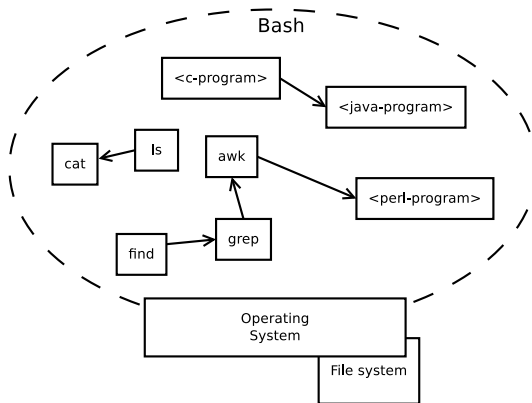 Bash
<c-program>
<java-program>
ls
cat
awk
<perl-program>
grep
find
Operating
System
File system